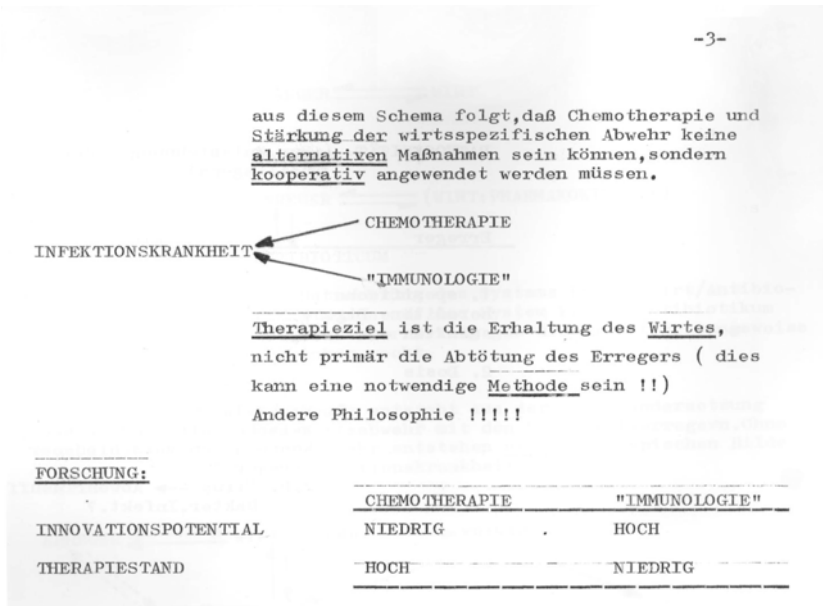 -3-
aus diesem Schema folgt,daß Chemotherapie und
Stärkung der wirtsspezifischen Abwehr keine
alternativen Maßnahmen sein können,sondern
kooperativ angewendet werden müssen.
CHEMOTHERAPIE
INFEKTIONSKRANKHEIT
"IMMUNOLOGIE"
Therapieziel ist die Erhaltung des Wirtes,
nicht primär die Abtötung des Erregers ( dies
kann eine notwendige Methode sein !!)
Andere Philosophie !!!!!
FORSCHUNG:
CHEMOTHERAPIE "IMMUNOLOGIE"
INNOVATIONSPOTENTIAL NIEDRIG . HOCH
THERAPIESTAND HOCH NIEDRIG